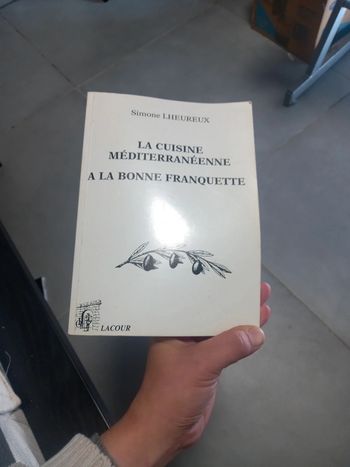 Simone LHEUREUX
LA CUISINE
MÉDITERRANÉENNE
A LA BONNE FRANQUETTE
LACOUR